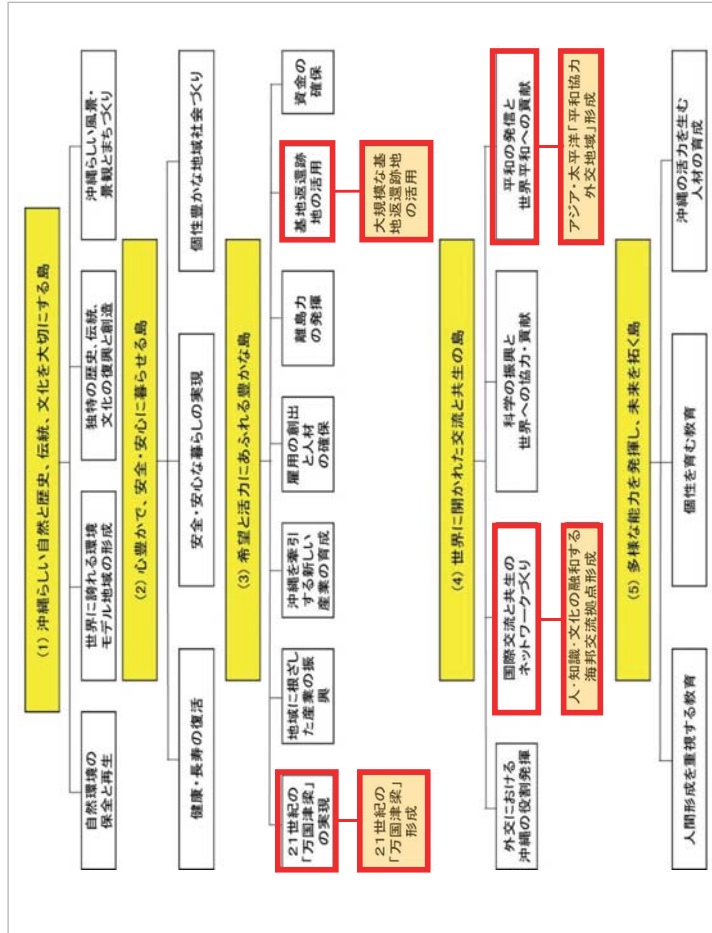 (1) 沖縄らしい自然と歴史、伝統、文化を大切にする島
自然環境の
保全と再生
世界に誇れる環境
モデル地域の形成
独特の歴史、伝統、
文化の復興と創造
沖縄らしい風景・
景観とまちづくり
(2) 心豊かで、安全・安心に暮らせる島
健康・長寿の復活
安全・安心な暮らしの実現
個性豊かな地域社会づくり
(3) 希望と活力にあふれる豊かな島
21世紀の
「万国津梁」
の実現
地域に根ざし
た産業の振
興
沖縄を牽引
する新しい
産業の育成
雇用の創出
と人材
の確保
離島力
の発揮
基地返還跡
地の活用
資金の
確保
21世紀の
「万国津梁」
形成
大規模な基
地返還跡地
の活用
(4) 世界に開かれた交流と共生の島
外交における
沖縄の役割発揮
国際交流と共生の
ネットワークづくり
科学の振興と
世界への協力・貢献
平和の発信と
世界平和への貢献
人・知識・文化の融和する
海邦交流拠点形成
アジア・太平洋「平和協力
外交地域」形成
(5) 多様な能力を発揮し、未来を拓く島
人間形成を重視する教育
個性を育む教育
沖縄の活力を生む
人材の育成